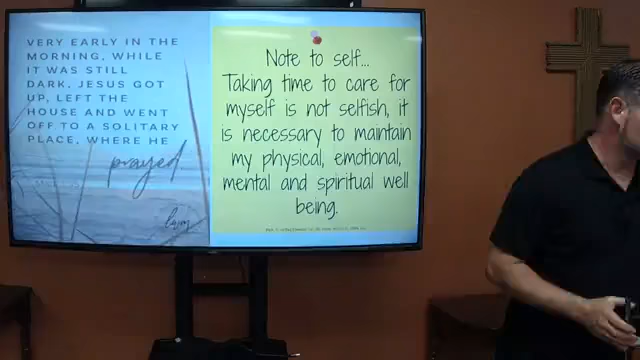 VERY EARLY IN THE
MORNING, WHILE
IT WAS STILL
DARK, JESUS GOT
UP, LEFT THE
HOUSE AND WENT
OFF TO A SOLITARY
PLACE, WHERE HE
prayed
Note to self...
Taking time to care for
myself is not selfish, it
is necessary to maintain
my physical, emotional,
mental and spiritual well
being.